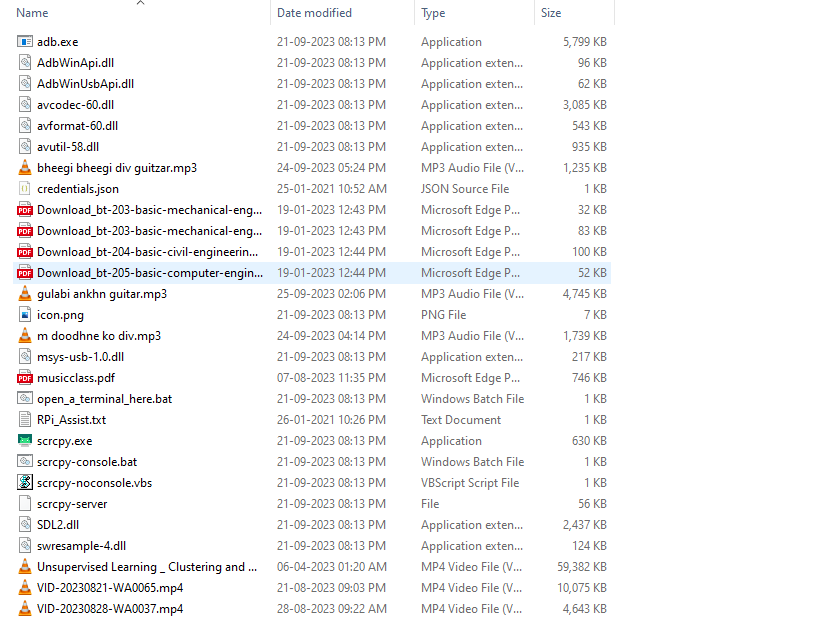 Name Date modified Type Size
adb.exe 21-09-2023 08:13 PM Application 5,799 KB
AdbWinApi.dll 21-09-2023 08:13 PM Application exten... 96 KB
AdbWinUsbApi.dll 21-09-2023 08:13 PM Application exten... 62 KB
avcodec-60.dll 21-09-2023 08:13 PM Application exten... 3,085 KB
avformat-60.dll 21-09-2023 08:13 PM Application exten... 543 KB
avutil-58.dll 21-09-2023 08:13 PM Application exten... 935 KB
bheegi bheegi div guitzar.mp3 24-09-2023 05:24 PM MP3 Audio File (V... 1,235 KB
credentials.json 25-01-2021 10:52 AM JSON Source File 1 KB
PDF Download_bt-203-basic-mechanical-eng... 19-01-2023 12:43 PM Microsoft Edge P... 32 KB
PDF Download_bt-203-basic-mechanical-eng... 19-01-2023 12:43 PM Microsoft Edge P... 83 KB
PDF Download_bt-204-basic-civil-engineerin... 19-01-2023 12:44 PM Microsoft Edge P... 100 KB
PDF Download_bt-205-basic-computer-engin... 19-01-2023 12:44 PM Microsoft Edge P... 52 KB
gulabi ankhn guitar.mp3 25-09-2023 02:06 PM MP3 Audio File (V... 4,745 KB
icon.png 21-09-2023 08:13 PM PNG File 7 KB
m doodhne ko div.mp3 24-09-2023 04:14 PM MP3 Audio File (V... 1,739 KB
msys-usb-1.0.dll 21-09-2023 08:13 PM Application exten... 217 KB
PDF musicclass.pdf 07-08-2023 11:35 PM Microsoft Edge P... 746 KB
open_a_terminal_here.bat 21-09-2023 08:13 PM Windows Batch File 1 KB
RPi_Assist.txt 26-01-2021 10:26 PM Text Document 1 KB
scrcpy.exe 21-09-2023 08:13 PM Application 630 KB
scrcpy-console.bat 21-09-2023 08:13 PM Windows Batch File 1 KB
scrcpy-noconsole.vbs 21-09-2023 08:13 PM VBScript Script File 1 KB
scrcpy-server 21-09-2023 08:13 PM File 56 KB
SDL2.dll 21-09-2023 08:13 PM Application exten... 2,437 KB
swresample-4.dll 21-09-2023 08:13 PM Application exten... 124 KB
Unsupervised Learning _ Clustering and ... 06-04-2023 01:20 AM MP4 Video File (V... 59,382 KB
VID-20230821-WA0065.mp4 21-08-2023 09:03 PM MP4 Video File (V... 10,075 KB
VID-20230828-WA0037.mp4 28-08-2023 09:22 AM MP4 Video File (V... 4,643 KB